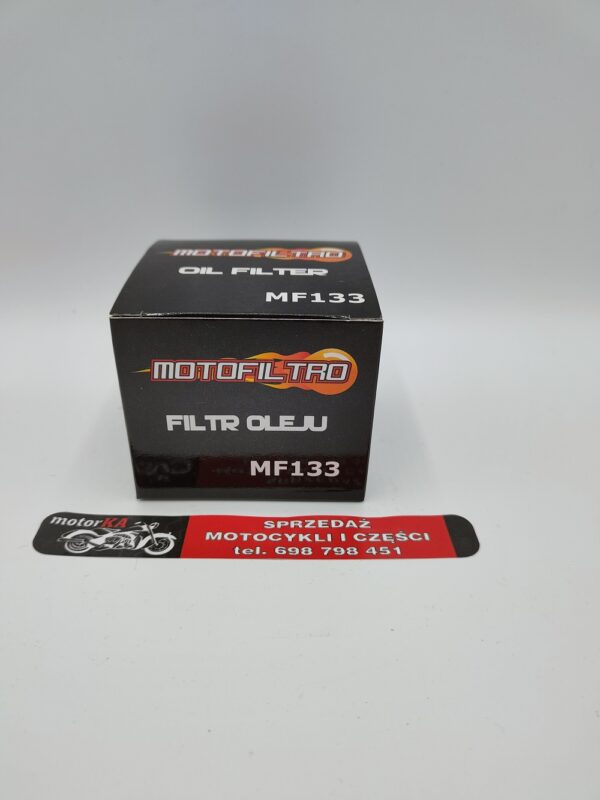 MOTOFILTRO
OIL FILTER
MF133
MOTOFILTRO
FILTR OLEJU
MF133
motorKA
SPRZEDAŻ
MOTOCYKLI I CZĘŚCI
tel. 698 798 451